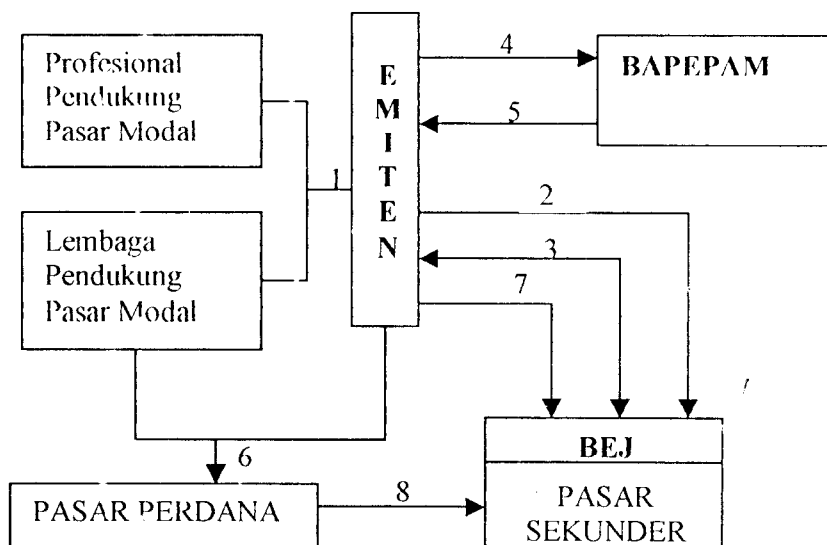 Profesional
Pendukung
Pasar Modal
Lembaga
Pendukung
Pasar Modal
1
E
M
I
T
E
N
4
5
BAPEPAM
2
3
7
6
PASAR PERDANA
8
BEJ
PASAR
SEKUNDER